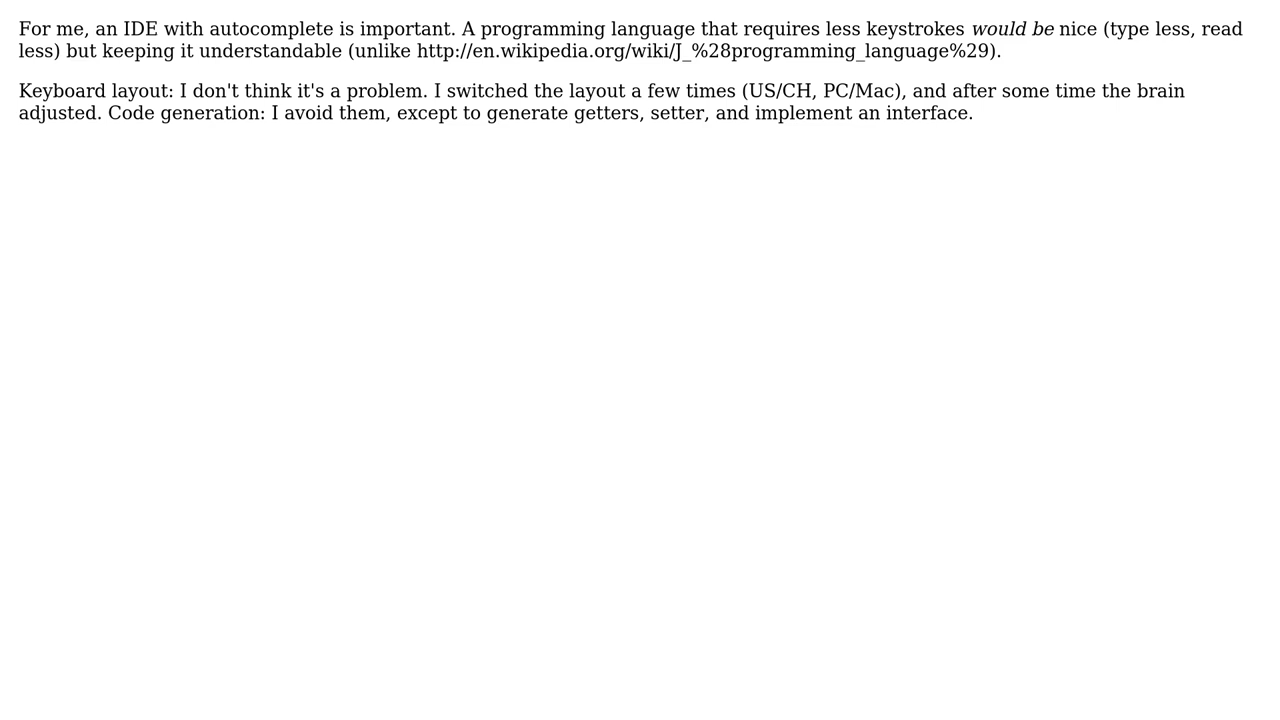 For me, an IDE with autocomplete is important. A programming language that requires less keystrokes would be nice (type less, read
less) but keeping it understandable (unlike http://en.wikipedia.org/wiki/J_%28programming_language%29).
Keyboard layout: I don't think it's a problem. I switched the layout a few times (US/CH, PC/Mac), and after some time the brain
adjusted. Code generation: I avoid them, except to generate getters, setter, and implement an interface.